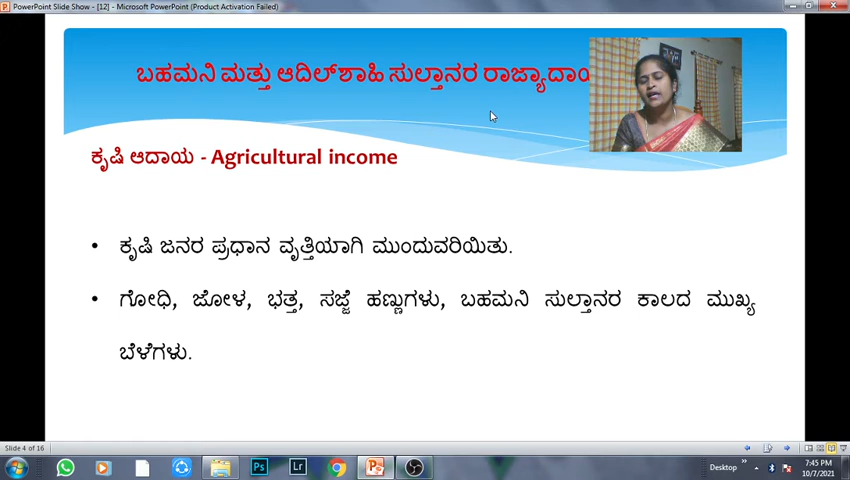 PowerPoint Slide Show - [12] - Microsoft PowerPoint (Product Activation Failed)
ಬಹಮನಿ ಮತ್ತು ಆದಿಲ್‌ಶಾಹಿ ಸುಲ್ತಾನರ
ಕೃಷಿ ಆದಾಯ - Agricultural income
• ಕೃಷಿ ಜನರ ಪ್ರಧಾನ ವೃತ್ತಿಯಾಗಿ ಮುಂದುವರಿಯಿತು.
• ಗೋಧಿ, ಜೋಳ, ಭತ್ತ, ಸಜ್ಜೆ ಹಣ್ಣುಗಳು, ಬಹಮನಿ ಸುಲ್ತಾನರ ಕಾಲದ ಮುಖ್ಯ
ಬೆಳೆಗಳು.
Slide 4 of 16
Ps
Lr
Desktop
7:45 PM
10/7/2021